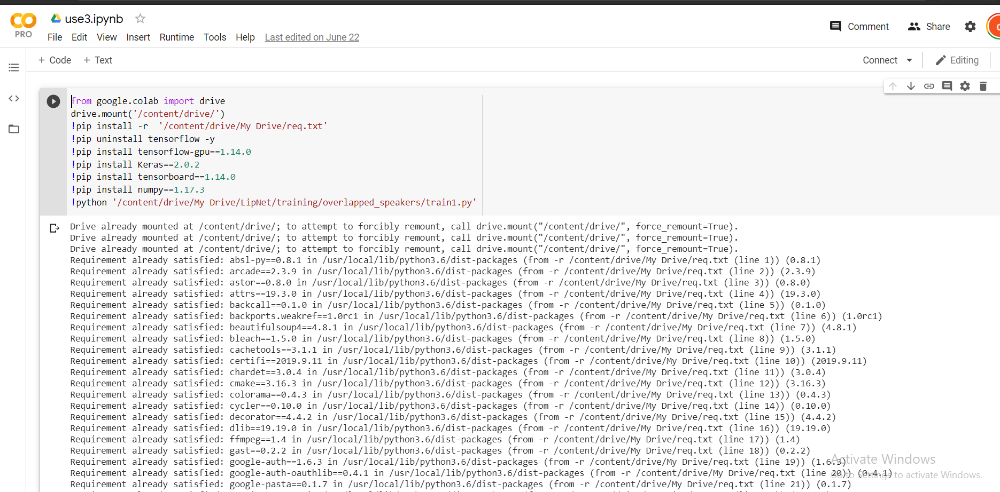 use3.ipynb
PRO
File Edit View Insert Runtime Tools Help Last edited on June 22
Comment Share
+ Code + Text
Connect Editing
from google.colab import drive
drive.mount('/content/drive/')
!pip install -r  '/content/drive/My Drive/req.txt'
!pip uninstall tensorflow -y
!pip install tensorflow-gpu==1.14.0
!pip install Keras==2.0.2
!pip install tensorboard==1.14.0
!pip install numpy==1.17.3
!python '/content/drive/My Drive/LipNet/training/overlapped_speakers/train1.py'
Drive already mounted at /content/drive/; to attempt to forcibly remount, call drive.mount("/content/drive/", force_remount=True).
Drive already mounted at /content/drive/; to attempt to forcibly remount, call drive.mount("/content/drive/", force_remount=True).
Drive already mounted at /content/drive/; to attempt to forcibly remount, call drive.mount("/content/drive/", force_remount=True).
Requirement already satisfied: absl-py==0.8.1 in /usr/local/lib/python3.6/dist-packages (from -r /content/drive/My Drive/req.txt (line 1)) (0.8.1)
Requirement already satisfied: arcade==2.3.9 in /usr/local/lib/python3.6/dist-packages (from -r /content/drive/My Drive/req.txt (line 2)) (2.3.9)
Requirement already satisfied: astor==0.8.0 in /usr/local/lib/python3.6/dist-packages (from -r /content/drive/My Drive/req.txt (line 3)) (0.8.0)
Requirement already satisfied: attrs==19.3.0 in /usr/local/lib/python3.6/dist-packages (from -r /content/drive/My Drive/req.txt (line 4)) (19.3.0)
Requirement already satisfied: backcall==0.1.0 in /usr/local/lib/python3.6/dist-packages (from -r /content/drive/My Drive/req.txt (line 5)) (0.1.0)
Requirement already satisfied: backports.weakref==1.0rc1 in /usr/local/lib/python3.6/dist-packages (from -r /content/drive/My Drive/req.txt (line 6)) (1.0rc1)
Requirement already satisfied: beautifulsoup4==4.8.1 in /usr/local/lib/python3.6/dist-packages (from -r /content/drive/My Drive/req.txt (line 7)) (4.8.1)
Requirement already satisfied: bleach==1.5.0 in /usr/local/lib/python3.6/dist-packages (from -r /content/drive/My Drive/req.txt (line 8)) (1.5.0)
Requirement already satisfied: cachetools==3.1.1 in /usr/local/lib/python3.6/dist-packages (from -r /content/drive/My Drive/req.txt (line 9)) (3.1.1)
Requirement already satisfied: certifi==2019.9.11 in /usr/local/lib/python3.6/dist-packages (from -r /content/drive/My Drive/req.txt (line 10)) (2019.9.11)
Requirement already satisfied: chardet==3.0.4 in /usr/local/lib/python3.6/dist-packages (from -r /content/drive/My Drive/req.txt (line 11)) (3.0.4)
Requirement already satisfied: cmake==3.16.3 in /usr/local/lib/python3.6/dist-packages (from -r /content/drive/My Drive/req.txt (line 12)) (3.16.3)
Requirement already satisfied: colorama==0.4.3 in /usr/local/lib/python3.6/dist-packages (from -r /content/drive/My Drive/req.txt (line 13)) (0.4.3)
Requirement already satisfied: cycler==0.10.0 in /usr/local/lib/python3.6/dist-packages (from -r /content/drive/My Drive/req.txt (line 14)) (0.10.0)
Requirement already satisfied: decorator==4.4.2 in /usr/local/lib/python3.6/dist-packages (from -r /content/drive/My Drive/req.txt (line 15)) (4.4.2)
Requirement already satisfied: dlib==19.19.0 in /usr/local/lib/python3.6/dist-packages (from -r /content/drive/My Drive/req.txt (line 16)) (19.19.0)
Requirement already satisfied: ffmpeg==1.4 in /usr/local/lib/python3.6/dist-packages (from -r /content/drive/My Drive/req.txt (line 17)) (1.4)
Requirement already satisfied: gast==0.2.2 in /usr/local/lib/python3.6/dist-packages (from -r /content/drive/My Drive/req.txt (line 18)) (0.2.2)
Requirement already satisfied: google-auth==1.6.3 in /usr/local/lib/python3.6/dist-packages (from -r /content/drive/My Drive/req.txt (line 19)) (1.6.3)
Activate Windows
Requirement already satisfied: google-auth-oauthlib==0.4.1 in /usr/local/lib/python3.6/dist-packages (from -r /content/drive/My Drive/req.txt (line 20)) (0.4.1)
Go to Settings to activate Windows.
Requirement already satisfied: google-pasta==0.1.7 in /usr/local/lib/python3.6/dist-packages (from -r /content/drive/My Drive/req.txt (line 21)) (0.1.7)